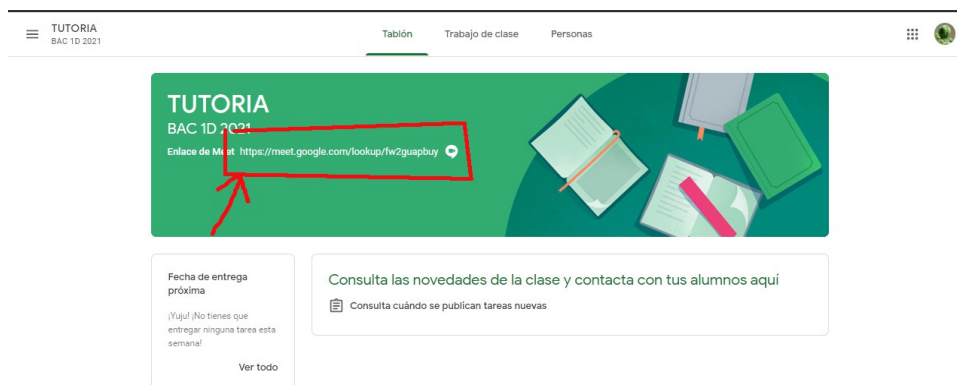 TUTORIA
BAC 1D 2021
Tablón Trabajo de clase Personas
TUTORIA
BAC 1D 2021
Enlace de Meet https://meet.google.com/lookup/fw2guapbuy
Fecha de entrega
próxima
¡Yuju! ¡No tienes que
entregar ninguna tarea esta
semana!
Ver todo
Consulta las novedades de la clase y contacta con tus alumnos aquí
Consulta cuándo se publican tareas nuevas